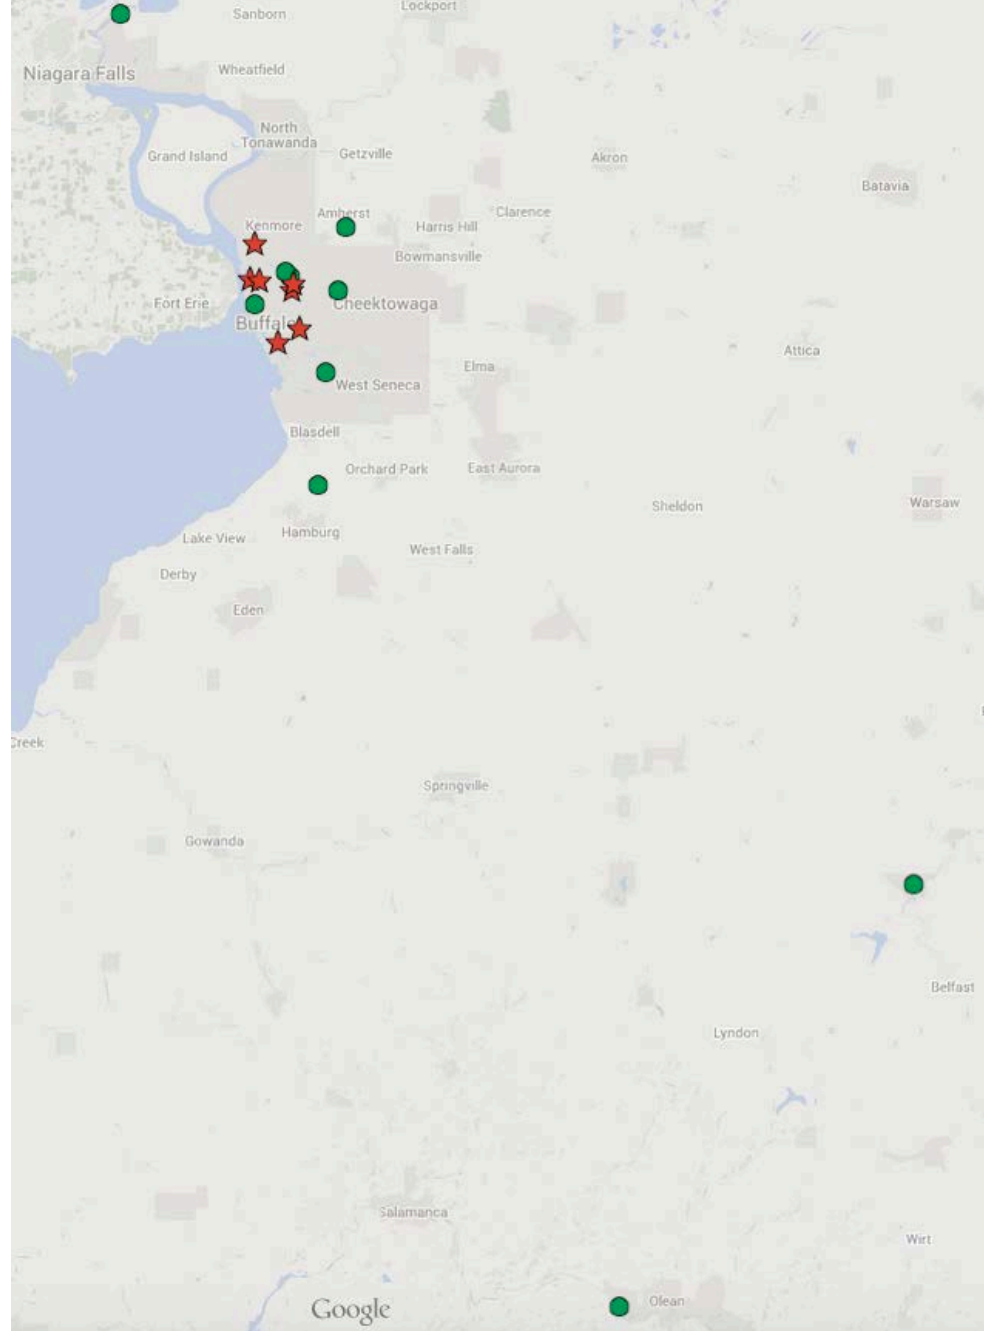 Lockport
Sanborn
Niagara Falls
Wheatfield
North
Tonawanda
Grand Island
Getzville
Akron
Batavia
Amherst
Clarence
Kenmore
Harris Hill
Bowmansville
Fort Erie
Cheektowaga
Buffalo
Attica
Elma
West Seneca
Blasdell
Orchard Park
East Aurora
Warsaw
Sheldon
Hamburg
Lake View
West Falls
Derby
Eden
Creek
Springville
Gowanda
Belfast
Lyndon
Salamanca
Wirt
Olean
Google